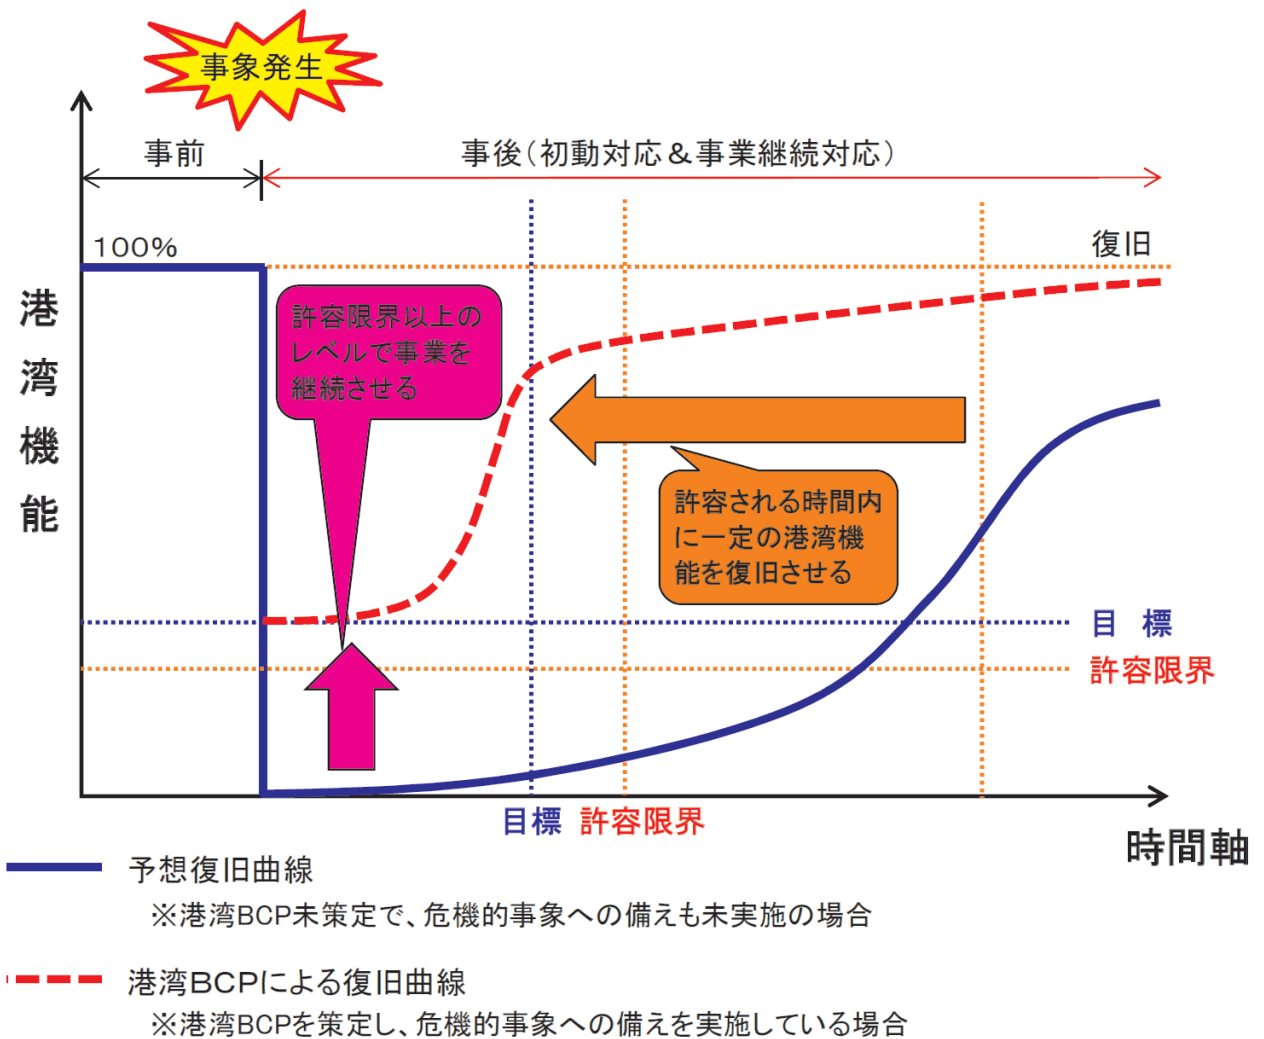 事象発生
事前
事後（初動対応＆事業継続対応）
100%
復旧
港湾機能
許容限界以上の
レベルで事業を
継続させる
許容される時間内
に一定の港湾機
能を復旧させる
目　標
許容限界
目標 許容限界
時間軸
予想復旧曲線
※港湾BCP未策定で、危機的事象への備えも未実施の場合
港湾BCPによる復旧曲線
※港湾BCPを策定し、危機的事象への備えを実施している場合